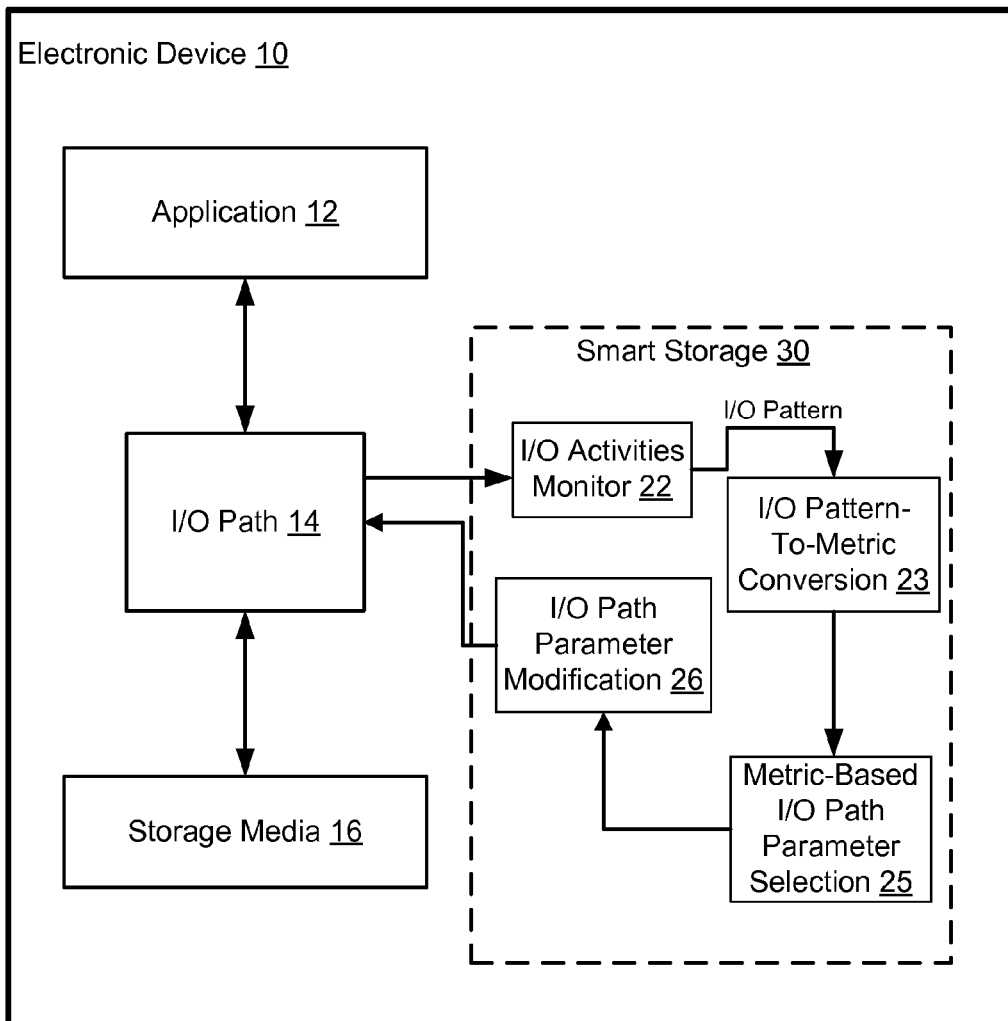 Electronic Device 10
Application 12
Smart Storage 30
I/O Pattern
I/O Activities
Monitor 22
I/O Path 14
I/O Pattern-
To-Metric
Conversion 23
I/O Path
Parameter
Modification 26
Storage Media 16
Metric-Based
I/O Path
Parameter
Selection 25